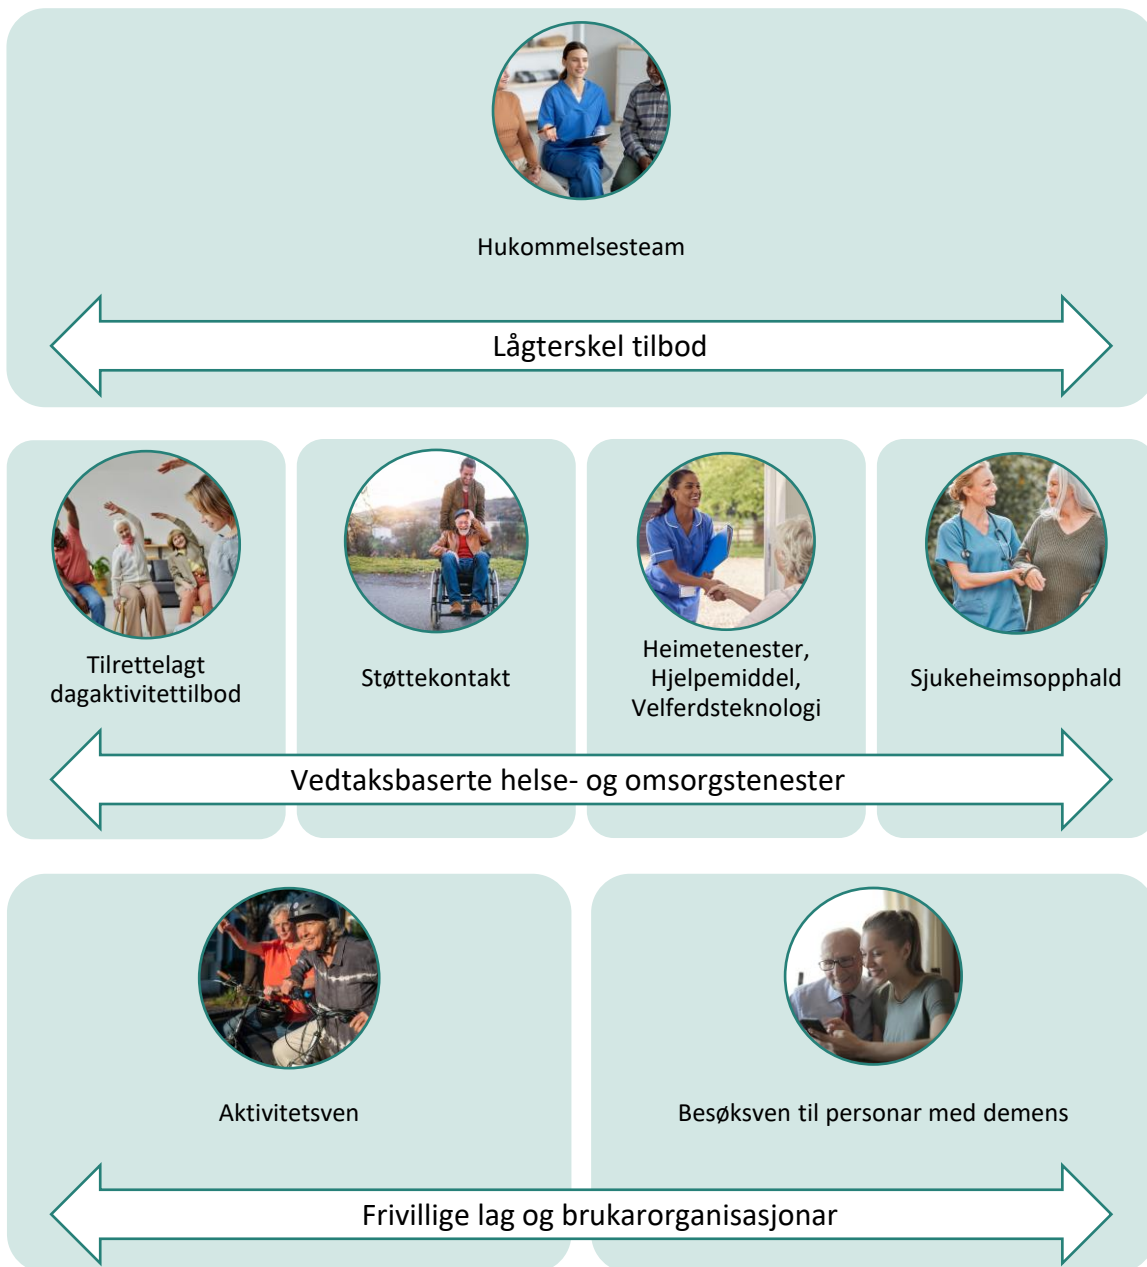 Hukommelsesteam
Lågterskel tilbod
Tilrettelagt
dagaktivitettilbod
Støttekontakt
Heimetenester,
Hjelpemiddel,
Velferdsteknologi
Sjukeheimsopphald
Vedtaksbaserte helse- og omsorgstenester
Aktivitetsven
Besøksven til personar med demens
Frivillige lag og brukarorganisasjonar